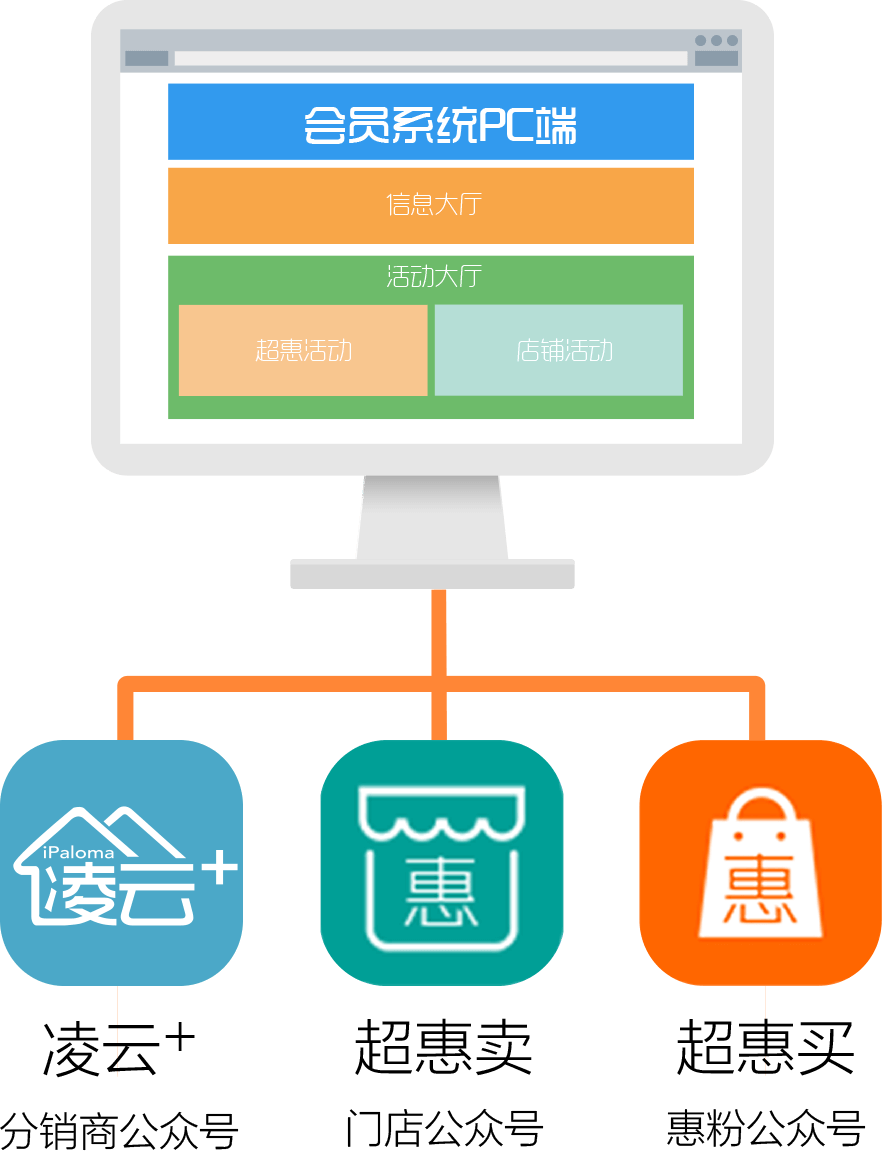 会员系统PC端
信息大厅
活动大厅
超惠活动
店铺活动
iPaloma
凌云+
惠
惠
凌云+
超惠卖
超惠买
分销商公众号
门店公众号
惠粉公众号